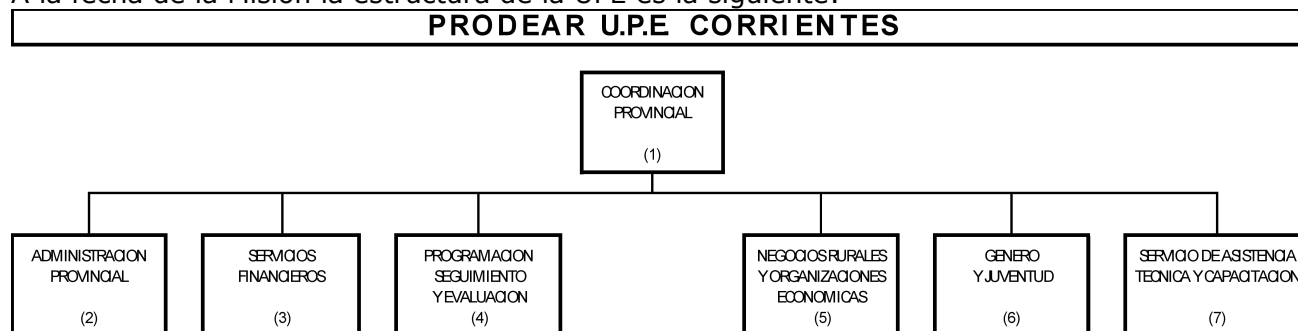 A la fecha de la Misión la estructura de la UPE es la siguiente:
PRODEAR U.P.E. CORRIENTES
COORDINACION
PROVINCIAL
(1)
ADMINISTRACION
PROVINCIAL
(2)
SERVICIOS
FINANCIEROS
(3)
PROGRAMACION
SEGUIMIENTO
Y EVALUACION
(4)
NEGOCIOS RURALES
Y ORGANIZACIONES
ECONOMICAS
(5)
GENERO
Y JUVENTUD
(6)
SERVICIO DE ASISTENCIA
TECNICA Y CAPACITACION
(7)